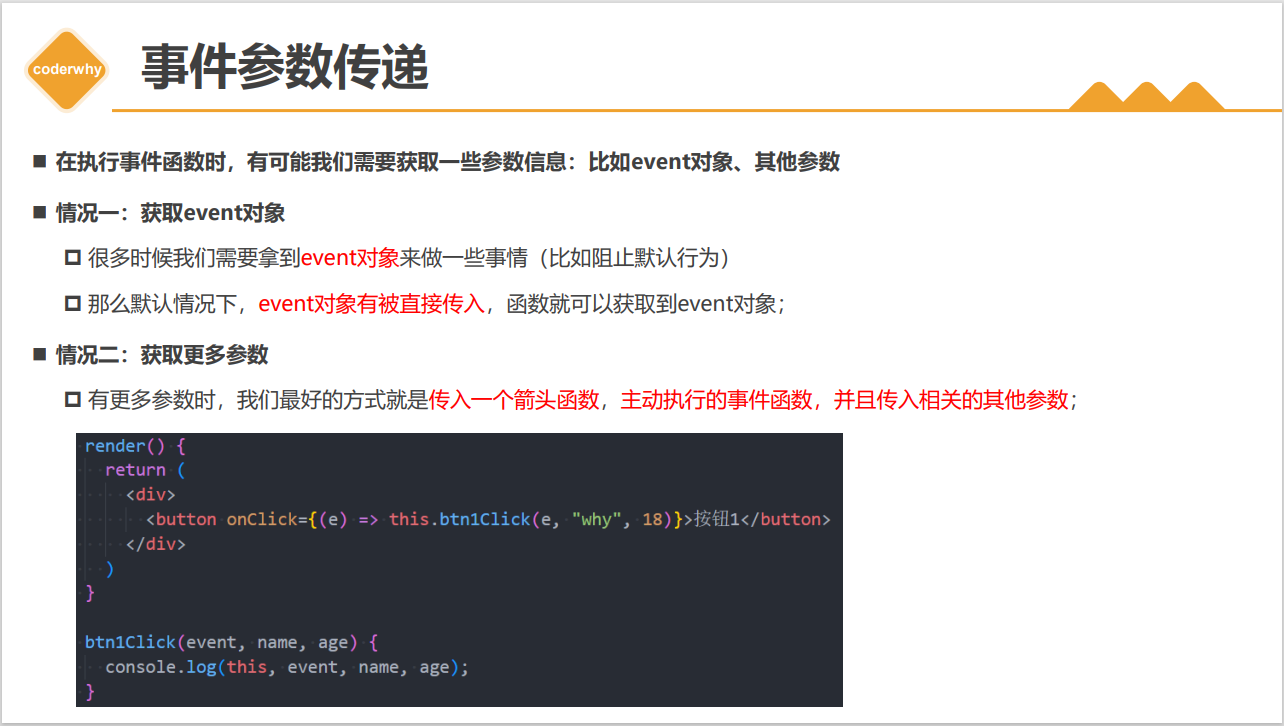 coderwhy
事件参数传递
在执行事件函数时，有可能我们需要获取一些参数信息：比如event对象、其他参数
情况一：获取event对象
很多时候我们需要拿到event对象来做一些事情（比如阻止默认行为）
那么默认情况下，event对象有被直接传入，函数就可以获取到event对象；
情况二：获取更多参数
有更多参数时，我们最好的方式就是传入一个箭头函数，主动执行的事件函数，并且传入相关的其他参数；
render() {
return (
<div>
<button onClick={(e) => this.btn1Click(e, "why", 18)}>按钮1</button>
</div>
)
}
btn1Click(event, name, age) {
console.log(this, event, name, age);
}